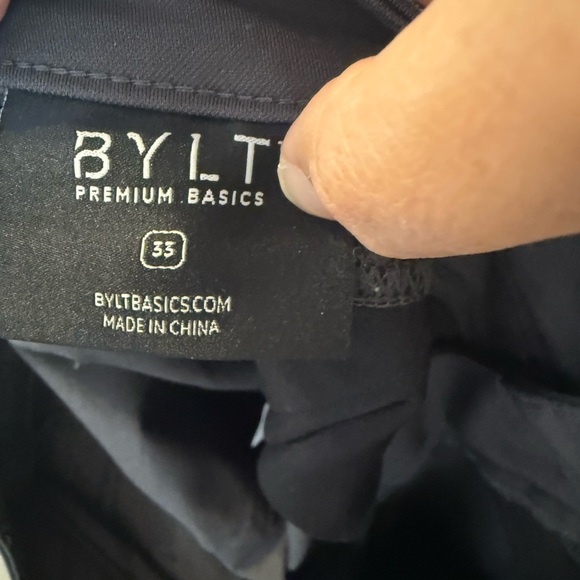 BYLT
PREMIUM BASICS
33
BYLTBASICS.COM
MADE IN CHINA